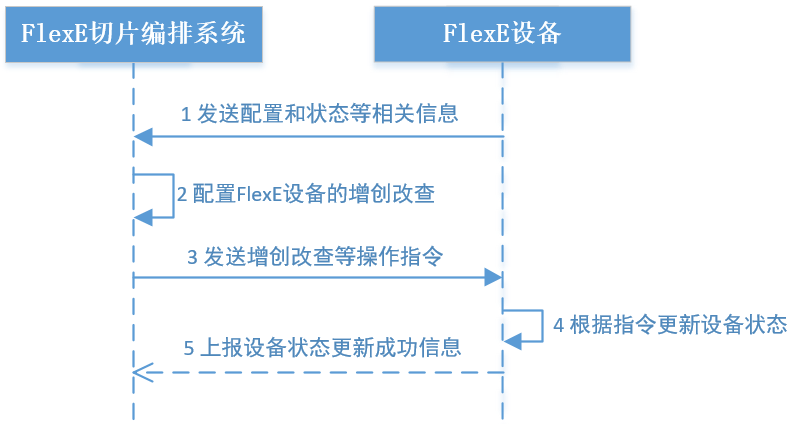 FlexE切片编排系统
FlexE设备
1 发送配置和状态等相关信息
2 配置FlexE设备的增创改查
3 发送增创改查等操作指令
4 根据指令更新设备状态
5 上报设备状态更新成功信息